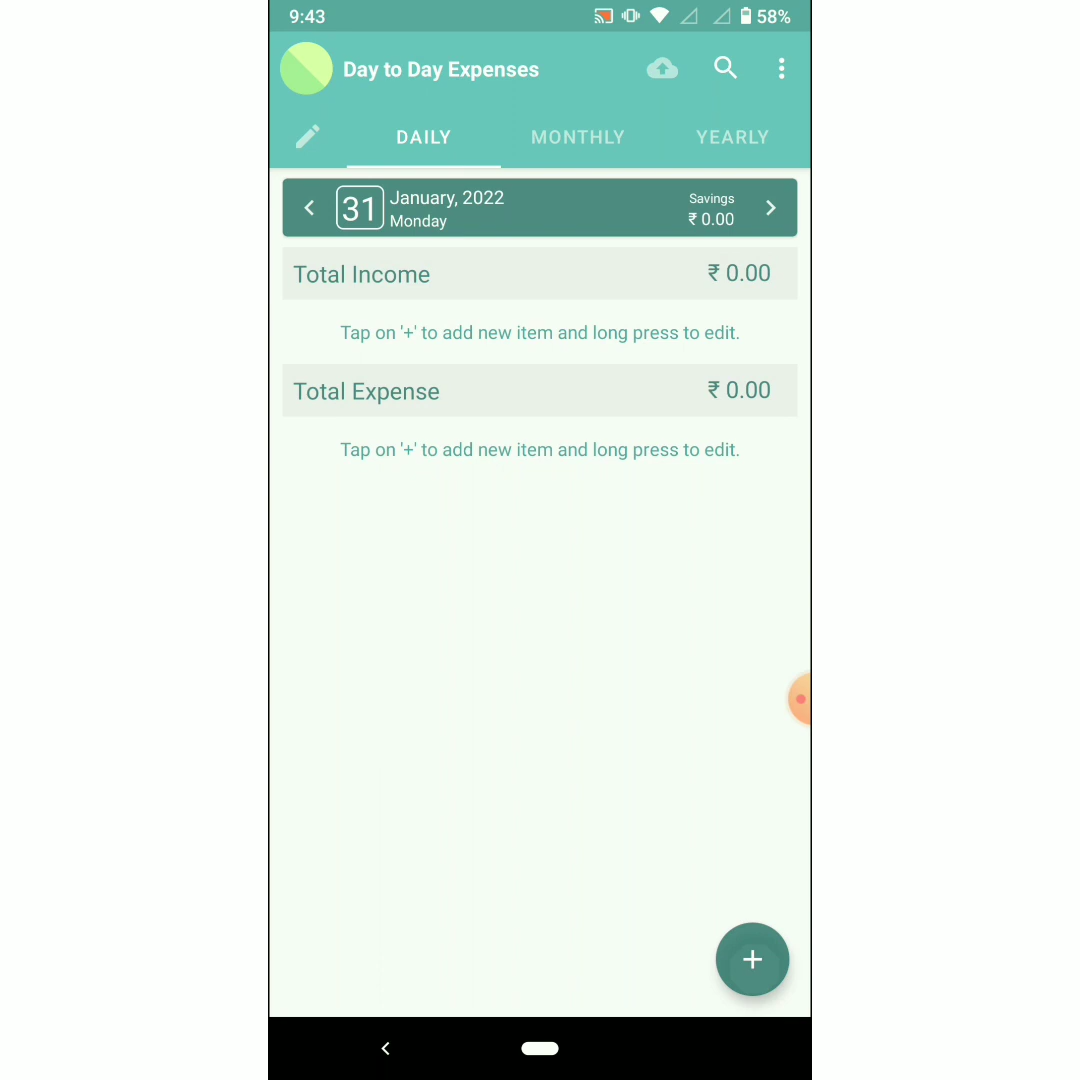 9:43
58%
Day to Day Expenses
DAILY MONTHLY YEARLY
31 January, 2022
Monday
Savings
₹ 0.00
Total Income ₹ 0.00
Tap on '+' to add new item and long press to edit.
Total Expense ₹ 0.00
Tap on '+' to add new item and long press to edit.
+